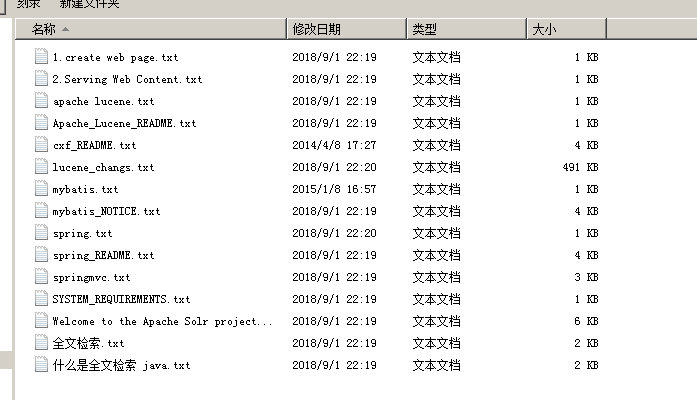 刻录 新建文件夹
名称 修改日期 类型 大小
1.create web page.txt 2018/9/1 22:19 文本文档 1 KB
2.Serving Web Content.txt 2018/9/1 22:19 文本文档 1 KB
apache lucene.txt 2018/9/1 22:19 文本文档 1 KB
Apache_Lucene_README.txt 2018/9/1 22:19 文本文档 1 KB
cxf_README.txt 2014/4/8 17:27 文本文档 4 KB
lucene_changs.txt 2018/9/1 22:20 文本文档 491 KB
mybatis.txt 2015/1/8 16:57 文本文档 1 KB
mybatis_NOTICE.txt 2018/9/1 22:19 文本文档 4 KB
spring.txt 2018/9/1 22:20 文本文档 1 KB
spring_README.txt 2018/9/1 22:19 文本文档 4 KB
springmvc.txt 2018/9/1 22:19 文本文档 3 KB
SYSTEM_REQUIREMENTS.txt 2018/9/1 22:19 文本文档 1 KB
Welcome to the Apache Solr project... 2018/9/1 22:19 文本文档 6 KB
全文检索.txt 2018/9/1 22:19 文本文档 2 KB
什么是全文检索 java.txt 2018/9/1 22:19 文本文档 2 KB